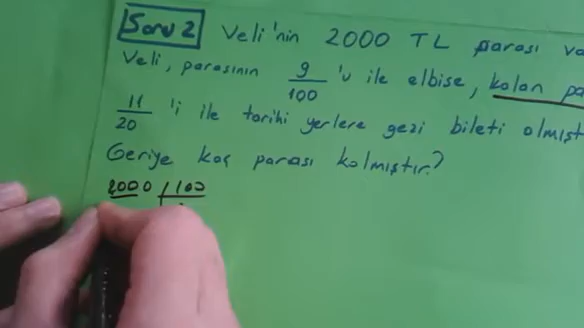 Soru 2 Veli'nin 2000 TL parası
Veli, parasının 9/100 'u ile elbise, kalan
11/20 'i ile tarihi yerlere gezi bileti
Geriye kaç parası kalmıştır?
2000 100